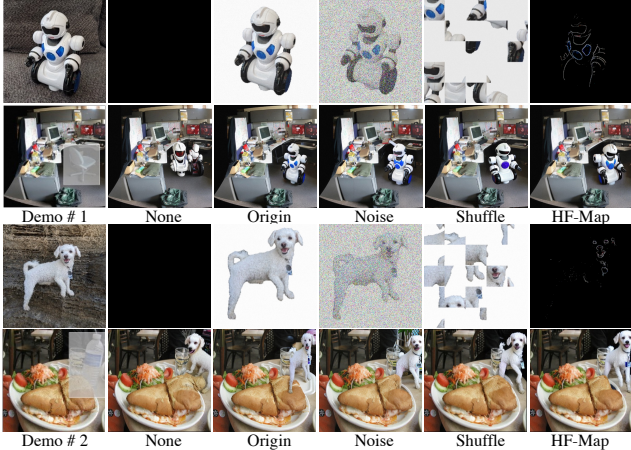 Demo # 1 None Origin Noise Shuffle HF-Map
Demo # 2 None Origin Noise Shuffle HF-Map